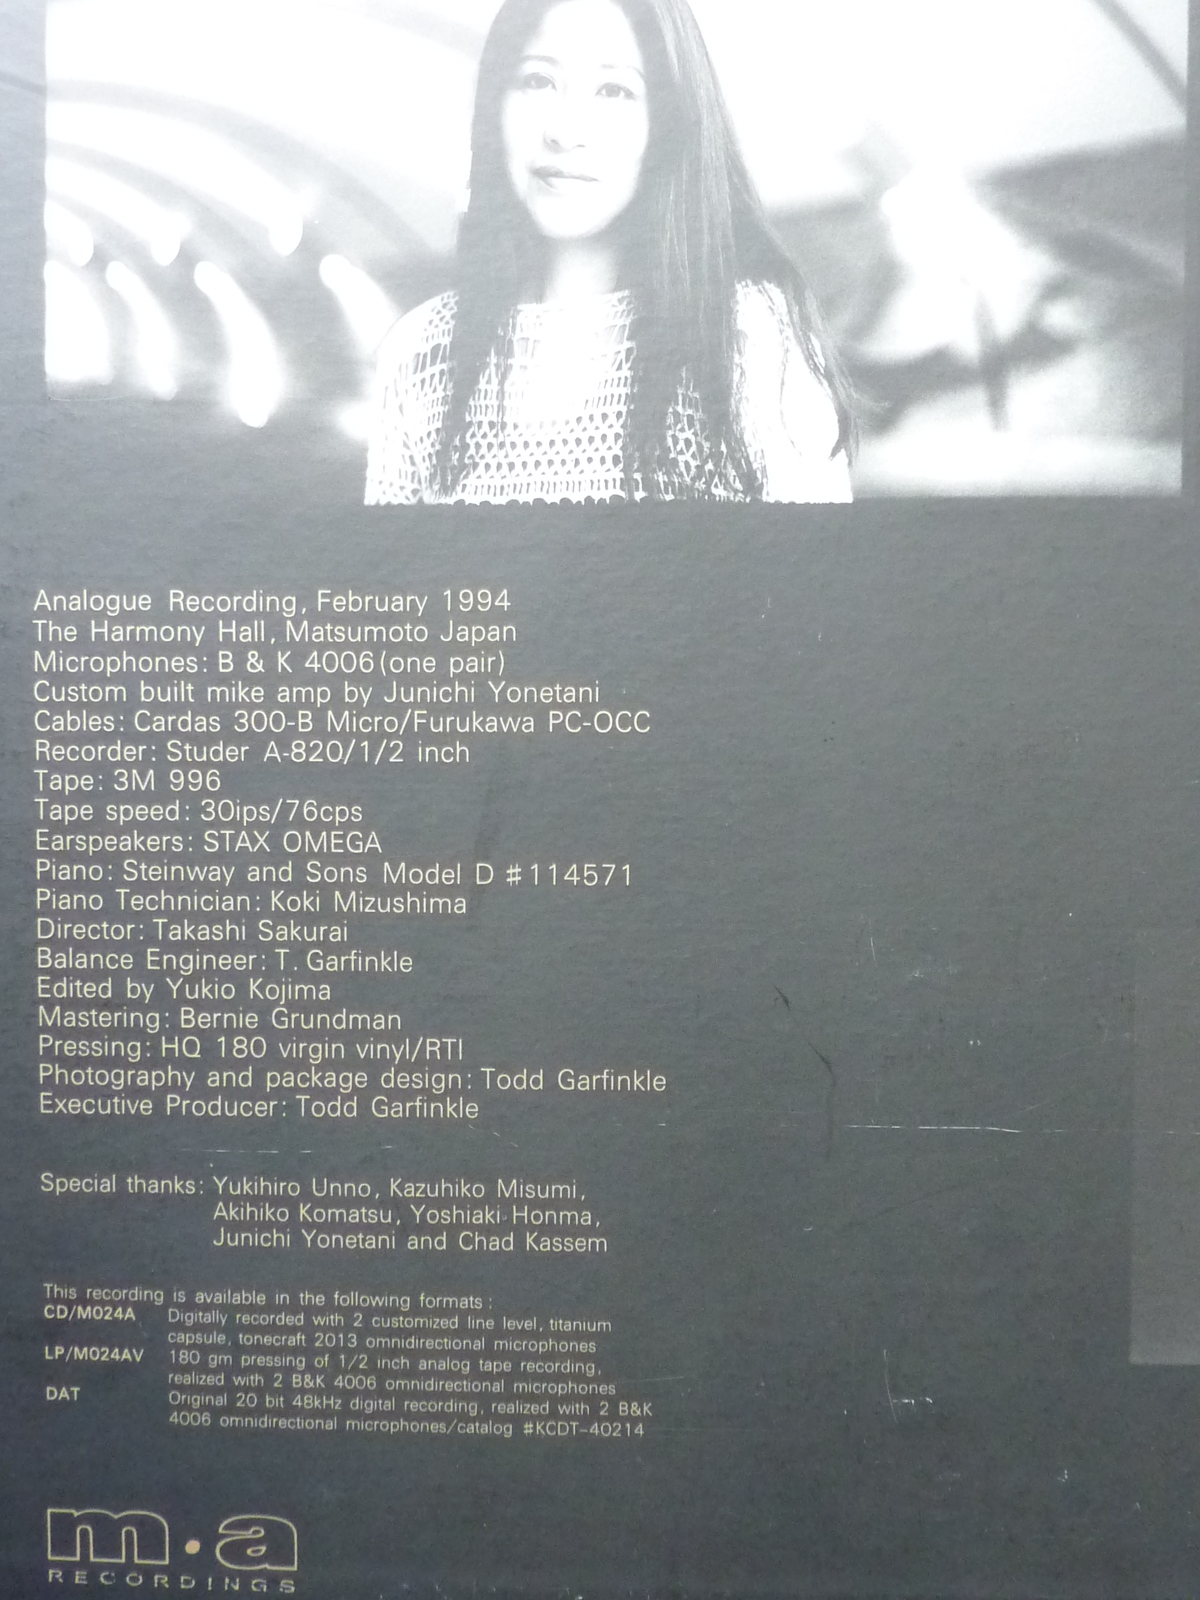 Analogue Recording, February 1994
The Harmony Hall, Matsumoto Japan
Microphones: B & K 4006 (one pair)
Custom built mike amp by Junichi Yonetani
Cables: Cardas 300-B Micro/Furukawa PC-OCC
Recorder: Studer A-820/1/2 inch
Tape: 3M 996
Tape speed: 30ips/76cps
Earspeakers: STAX OMEGA
Piano: Steinway and Sons Model D #114571
Piano Technician: Koki Mizushima
Director: Takashi Sakurai
Balance Engineer: T. Garfinkle
Edited by Yukio Kojima
Mastering: Bernie Grundman
Pressing: HQ 180 virgin vinyl/RTI
Photography and package design: Todd Garfinkle
Executive Producer: Todd Garfinkle
Special thanks: Yukihiro Unno, Kazuhiko Misumi,
Akihiko Komatsu, Yoshiaki Honma,
Junichi Yonetani and Chad Kassem
This recording is available in the following formats:
CD/M024A Digitally recorded with 2 customized line level, titanium
capsule, tonecraft 2013 omnidirectional microphones
LP/M024AV 180 gm pressing of 1/2 inch analog tape recording,
realized with 2 B&K 4006 omnidirectional microphones
DAT Original 20 bit 48kHz digital recording, realized with 2 B&K
4006 omnidirectional microphones/catalog #KCDT-40214
m·a
RECORDINGS